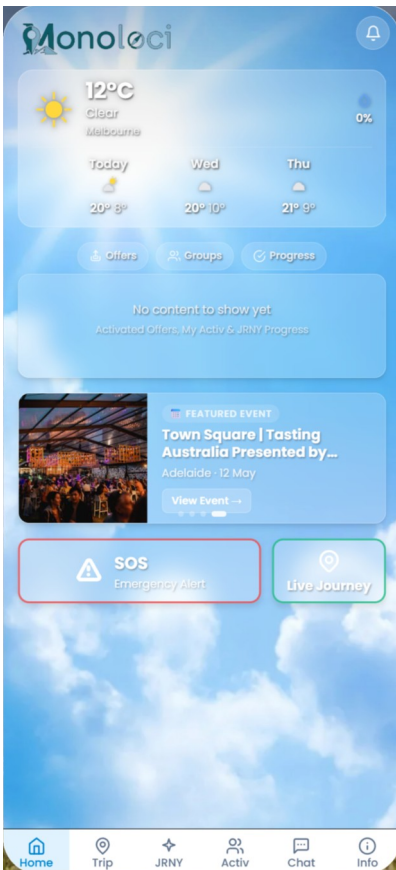 Monoloci
12°C
Clear
Melbourne
0%
Today
Wed
Thu
20° 8°
20° 10°
21° 9°
Offers
Groups
Progress
No content to show yet
Activated Offers, My Activ & JRNY Progress
FEATURED EVENT
Town Square | Tasting
Australia Presented by...
Adelaide · 12 May
View Event →
SOS
Emergency Alert
Live Journey
Home
Trip
JRNY
Activ
Chat
Info